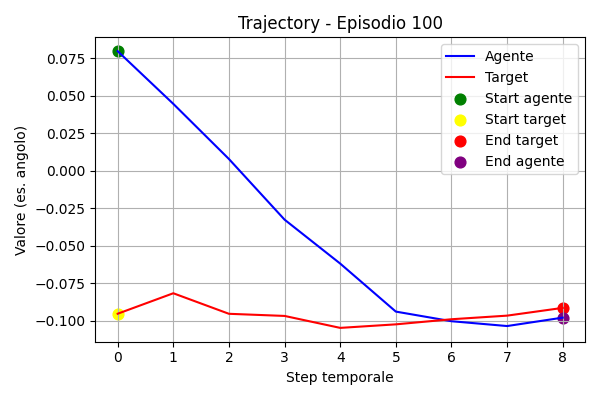 Trajectory - Episodio 100
Valore (es. angolo)
0.075
0.050
0.025
0.000
−0.025
−0.050
−0.075
−0.100
Agente
Target
Start agente
Start target
End target
End agente
0 1 2 3 4 5 6 7 8
Step temporale